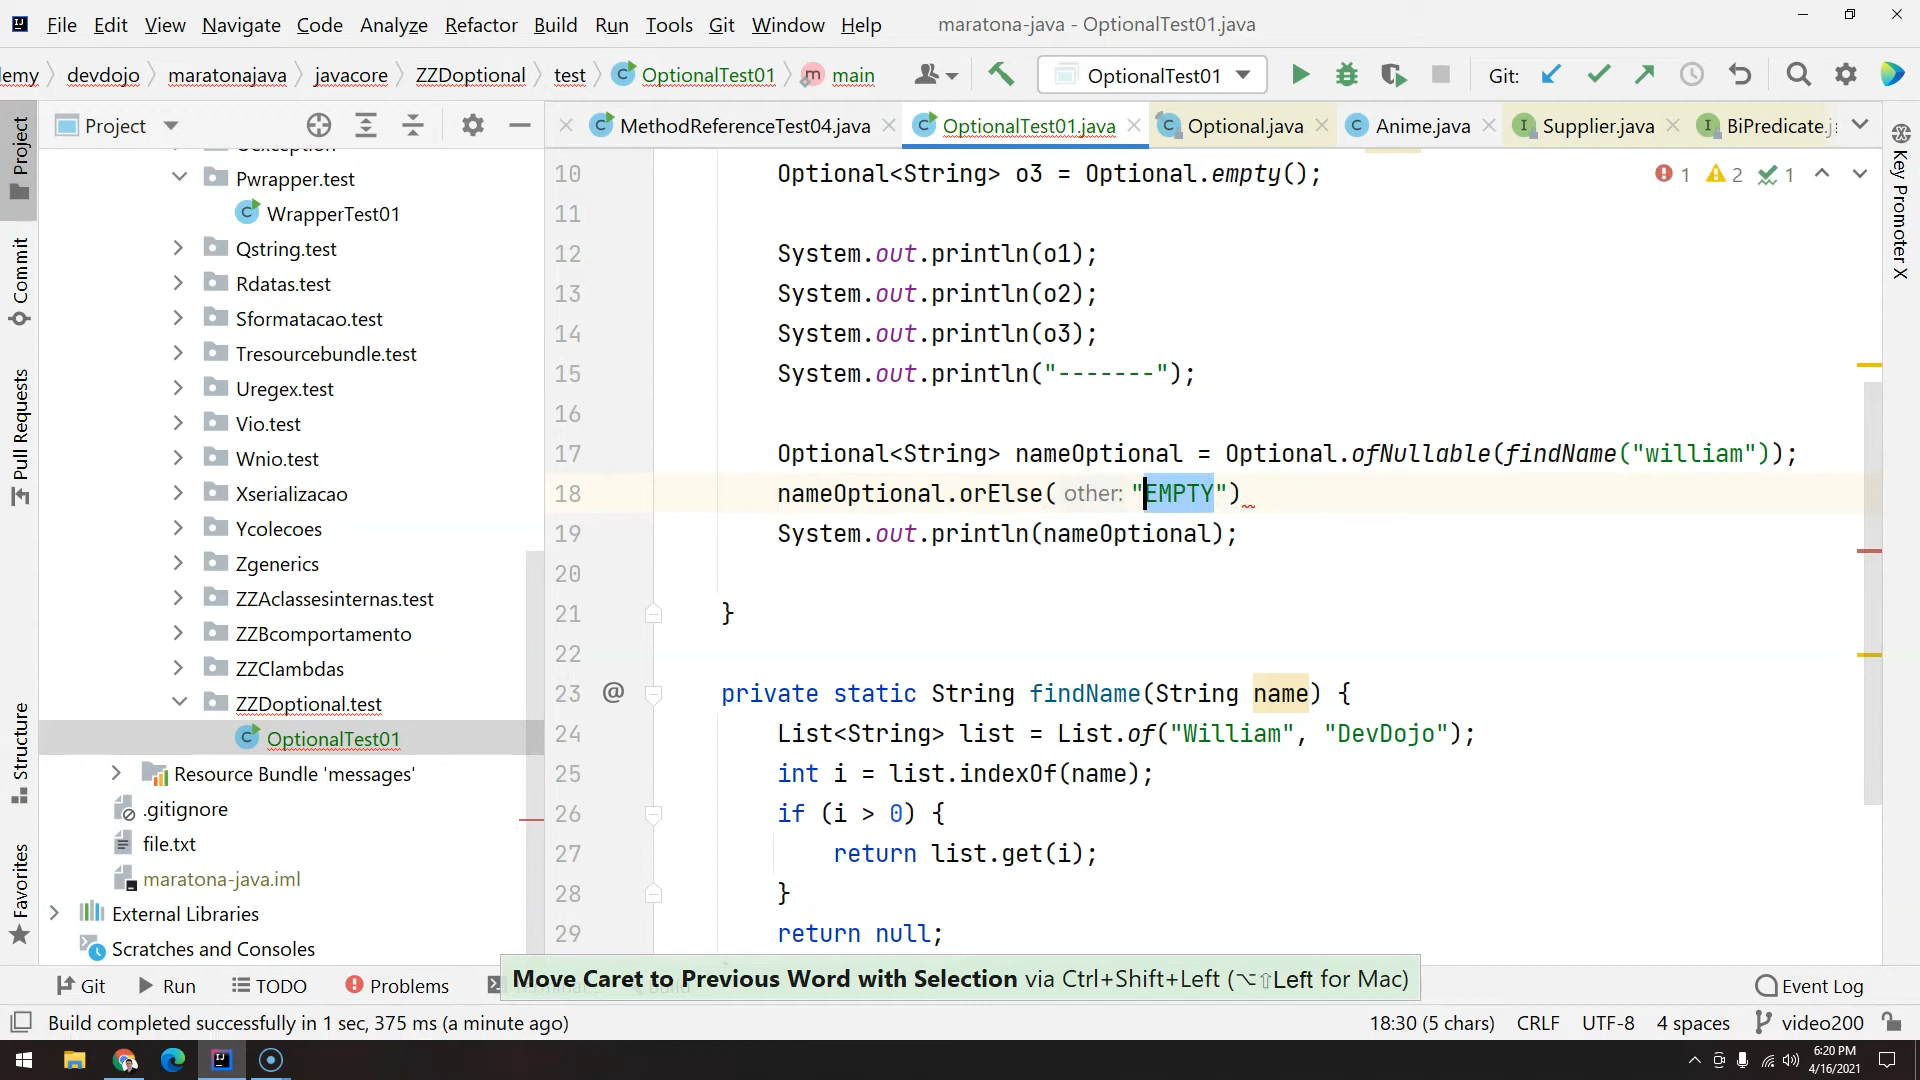 File Edit View Navigate Code Analyze Refactor Build Run Tools Git Window Help maratona-java - OptionalTest01.java
demy devdojo maratonajava javacore ZZDoptional test OptionalTest01 main OptionalTest01 Git:
Project
MethodReferenceTest04.java OptionalTest01.java Optional.java Anime.java Supplier.java BiPredicate.j
Pwrapper.test
WrapperTest01
Qstring.test
Rdatas.test
Sformatacao.test
Tresourcebundle.test
Uregex.test
Vio.test
Wnio.test
Xserializacao
Ycolecoes
Zgenerics
ZZAclassesinternas.test
ZZBcomportamento
ZZClambdas
ZZDoptional.test
OptionalTest01
Resource Bundle 'messages'
.gitignore
file.txt
maratona-java.iml
External Libraries
Scratches and Consoles
Project
Commit
Pull Requests
Structure
Favorites
1 2 1
10 Optional<String> o3 = Optional.empty();
11
12 System.out.println(o1);
13 System.out.println(o2);
14 System.out.println(o3);
15 System.out.println("-------");
16
17 Optional<String> nameOptional = Optional.ofNullable(findName("william"));
18 nameOptional.orElse( other: "EMPTY")
19 System.out.println(nameOptional);
20
21 }
22
23 @ private static String findName(String name) {
24 List<String> list = List.of("William", "DevDojo");
25 int i = list.indexOf(name);
26 if (i > 0) {
27 return list.get(i);
28 }
29 return null;
Key Promoter X
Move Caret to Previous Word with Selection via Ctrl+Shift+Left (⌥⇧Left for Mac)
Git Run TODO Problems Event Log
Build completed successfully in 1 sec, 375 ms (a minute ago) 18:30 (5 chars) CRLF UTF-8 4 spaces video200
6:20 PM
4/16/2021